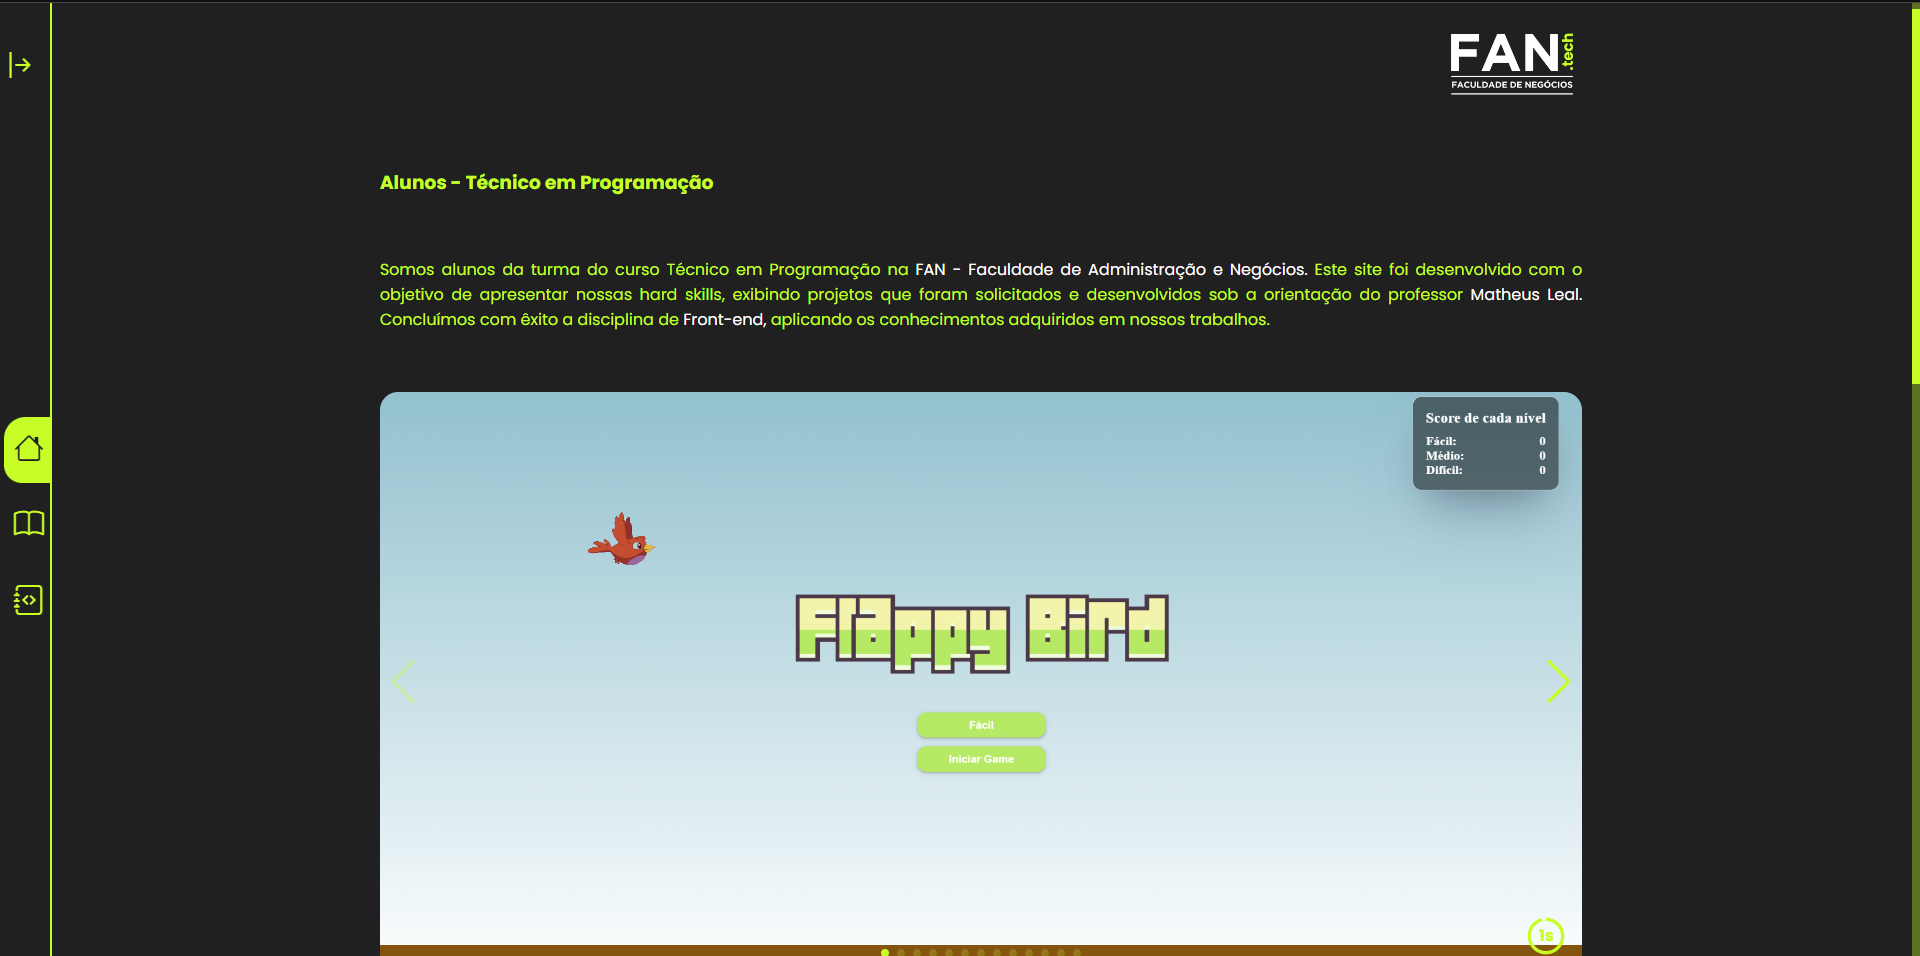 FAN.tech
FACULDADE DE NEGÓCIOS
Alunos - Técnico em Programação
Somos alunos da turma do curso Técnico em Programação na FAN - Faculdade de Administração e Negócios. Este site foi desenvolvido com o
objetivo de apresentar nossas hard skills, exibindo projetos que foram solicitados e desenvolvidos sob a orientação do professor Matheus Leal.
Concluímos com êxito a disciplina de Front-end, aplicando os conhecimentos adquiridos em nossos trabalhos.
Score de cada nível
Fácil: 0
Médio: 0
Difícil: 0
Flappy Bird
Fácil
Iniciar Game
1s